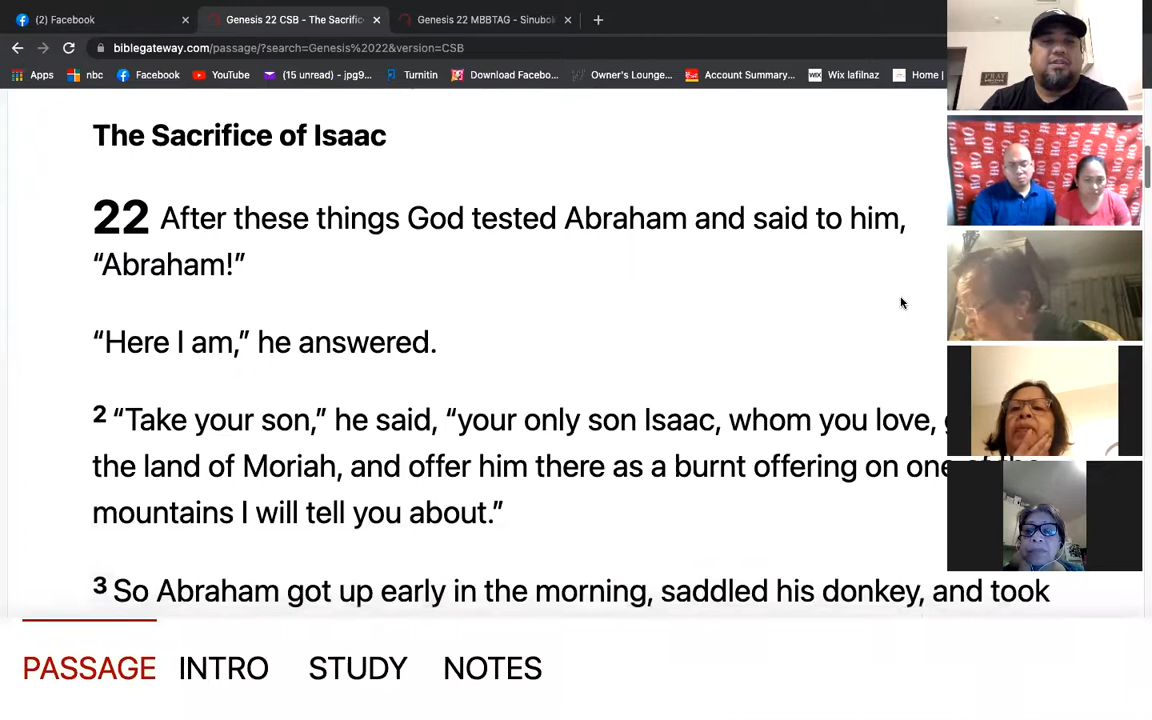 (2) Facebook
Genesis 22 CSB - The Sacrific
Genesis 22 MBBTAG - Sinubok
biblegateway.com/passage/?search=Genesis%2022&version=CSB
Apps
nbc
Facebook
YouTube
(15 unread) - jpg9...
Turnitin
Download Facebo...
Owner's Lounge...
Account Summary...
WIX Wix lafilnaz
Home |
The Sacrifice of Isaac
22 After these things God tested Abraham and said to him,
“Abraham!”
“Here I am,” he answered.
2 “Take your son,” he said, “your only son Isaac, whom you love,
the land of Moriah, and offer him there as a burnt offering on one
mountains I will tell you about.”
3 So Abraham got up early in the morning, saddled his donkey, and took
PASSAGE INTRO STUDY NOTES
PRAY
HO HO HO